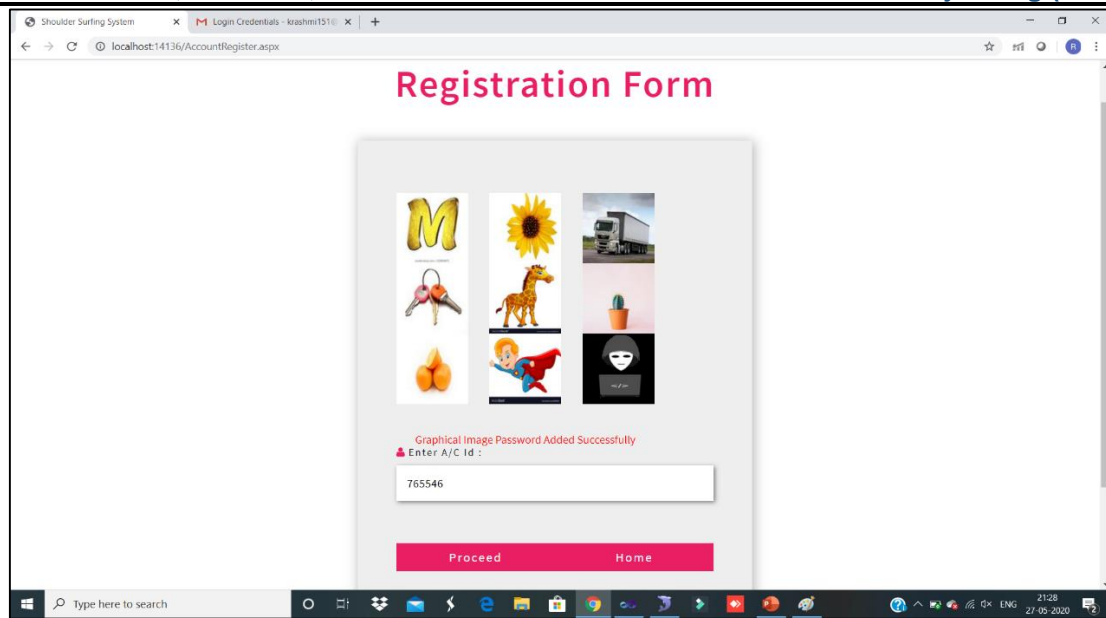 Shoulder Surfing System
Login Credentials - krashmi151@
localhost:14136/AccountRegister.aspx
R
Registration Form
M
Graphical Image Password Added Successfully
Enter A/C Id :
765546
Proceed
Home
Type here to search
ENG
21:28
27-05-2020